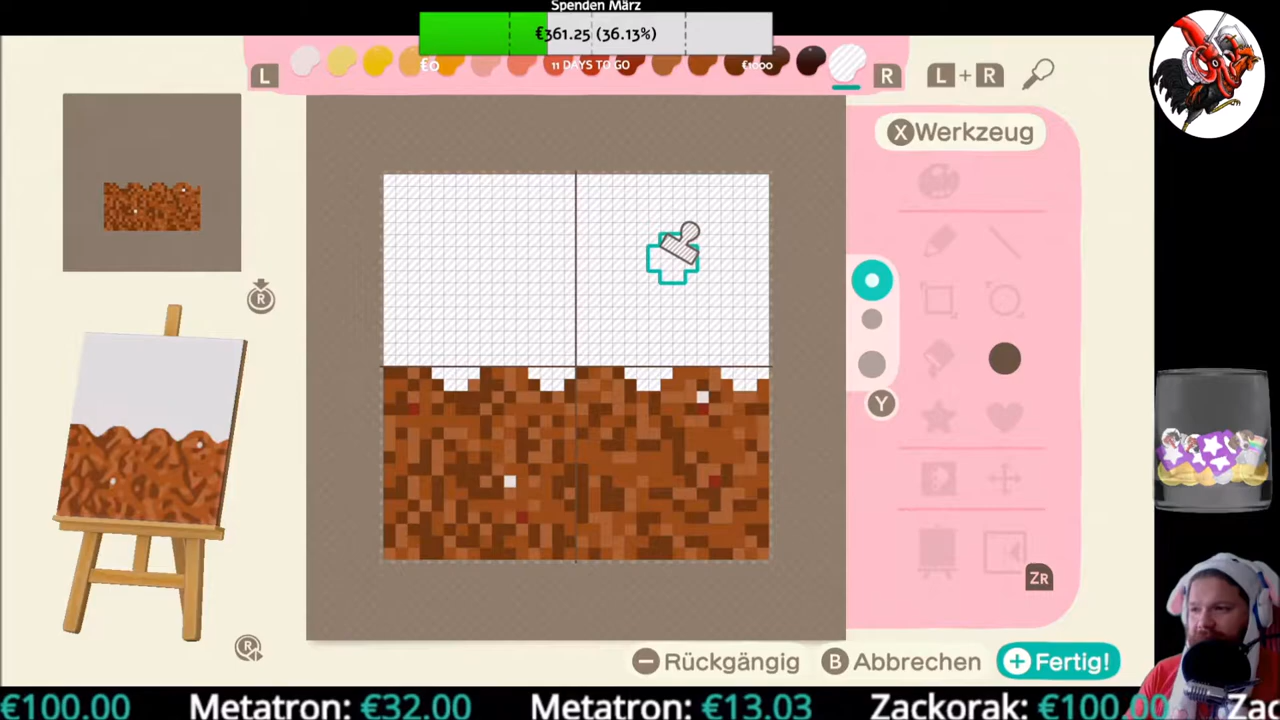 Spenden März
€361.25 (36.13%)
€0
11 DAYS TO GO
€1000
L
R
L + R
X Werkzeug
R
Y
ZR
R
Rückgängig
B Abbrechen
Fertig!
€100.00 Metatron: €32.00 Metatron: €13.03 Zackorak: €100.00 Za